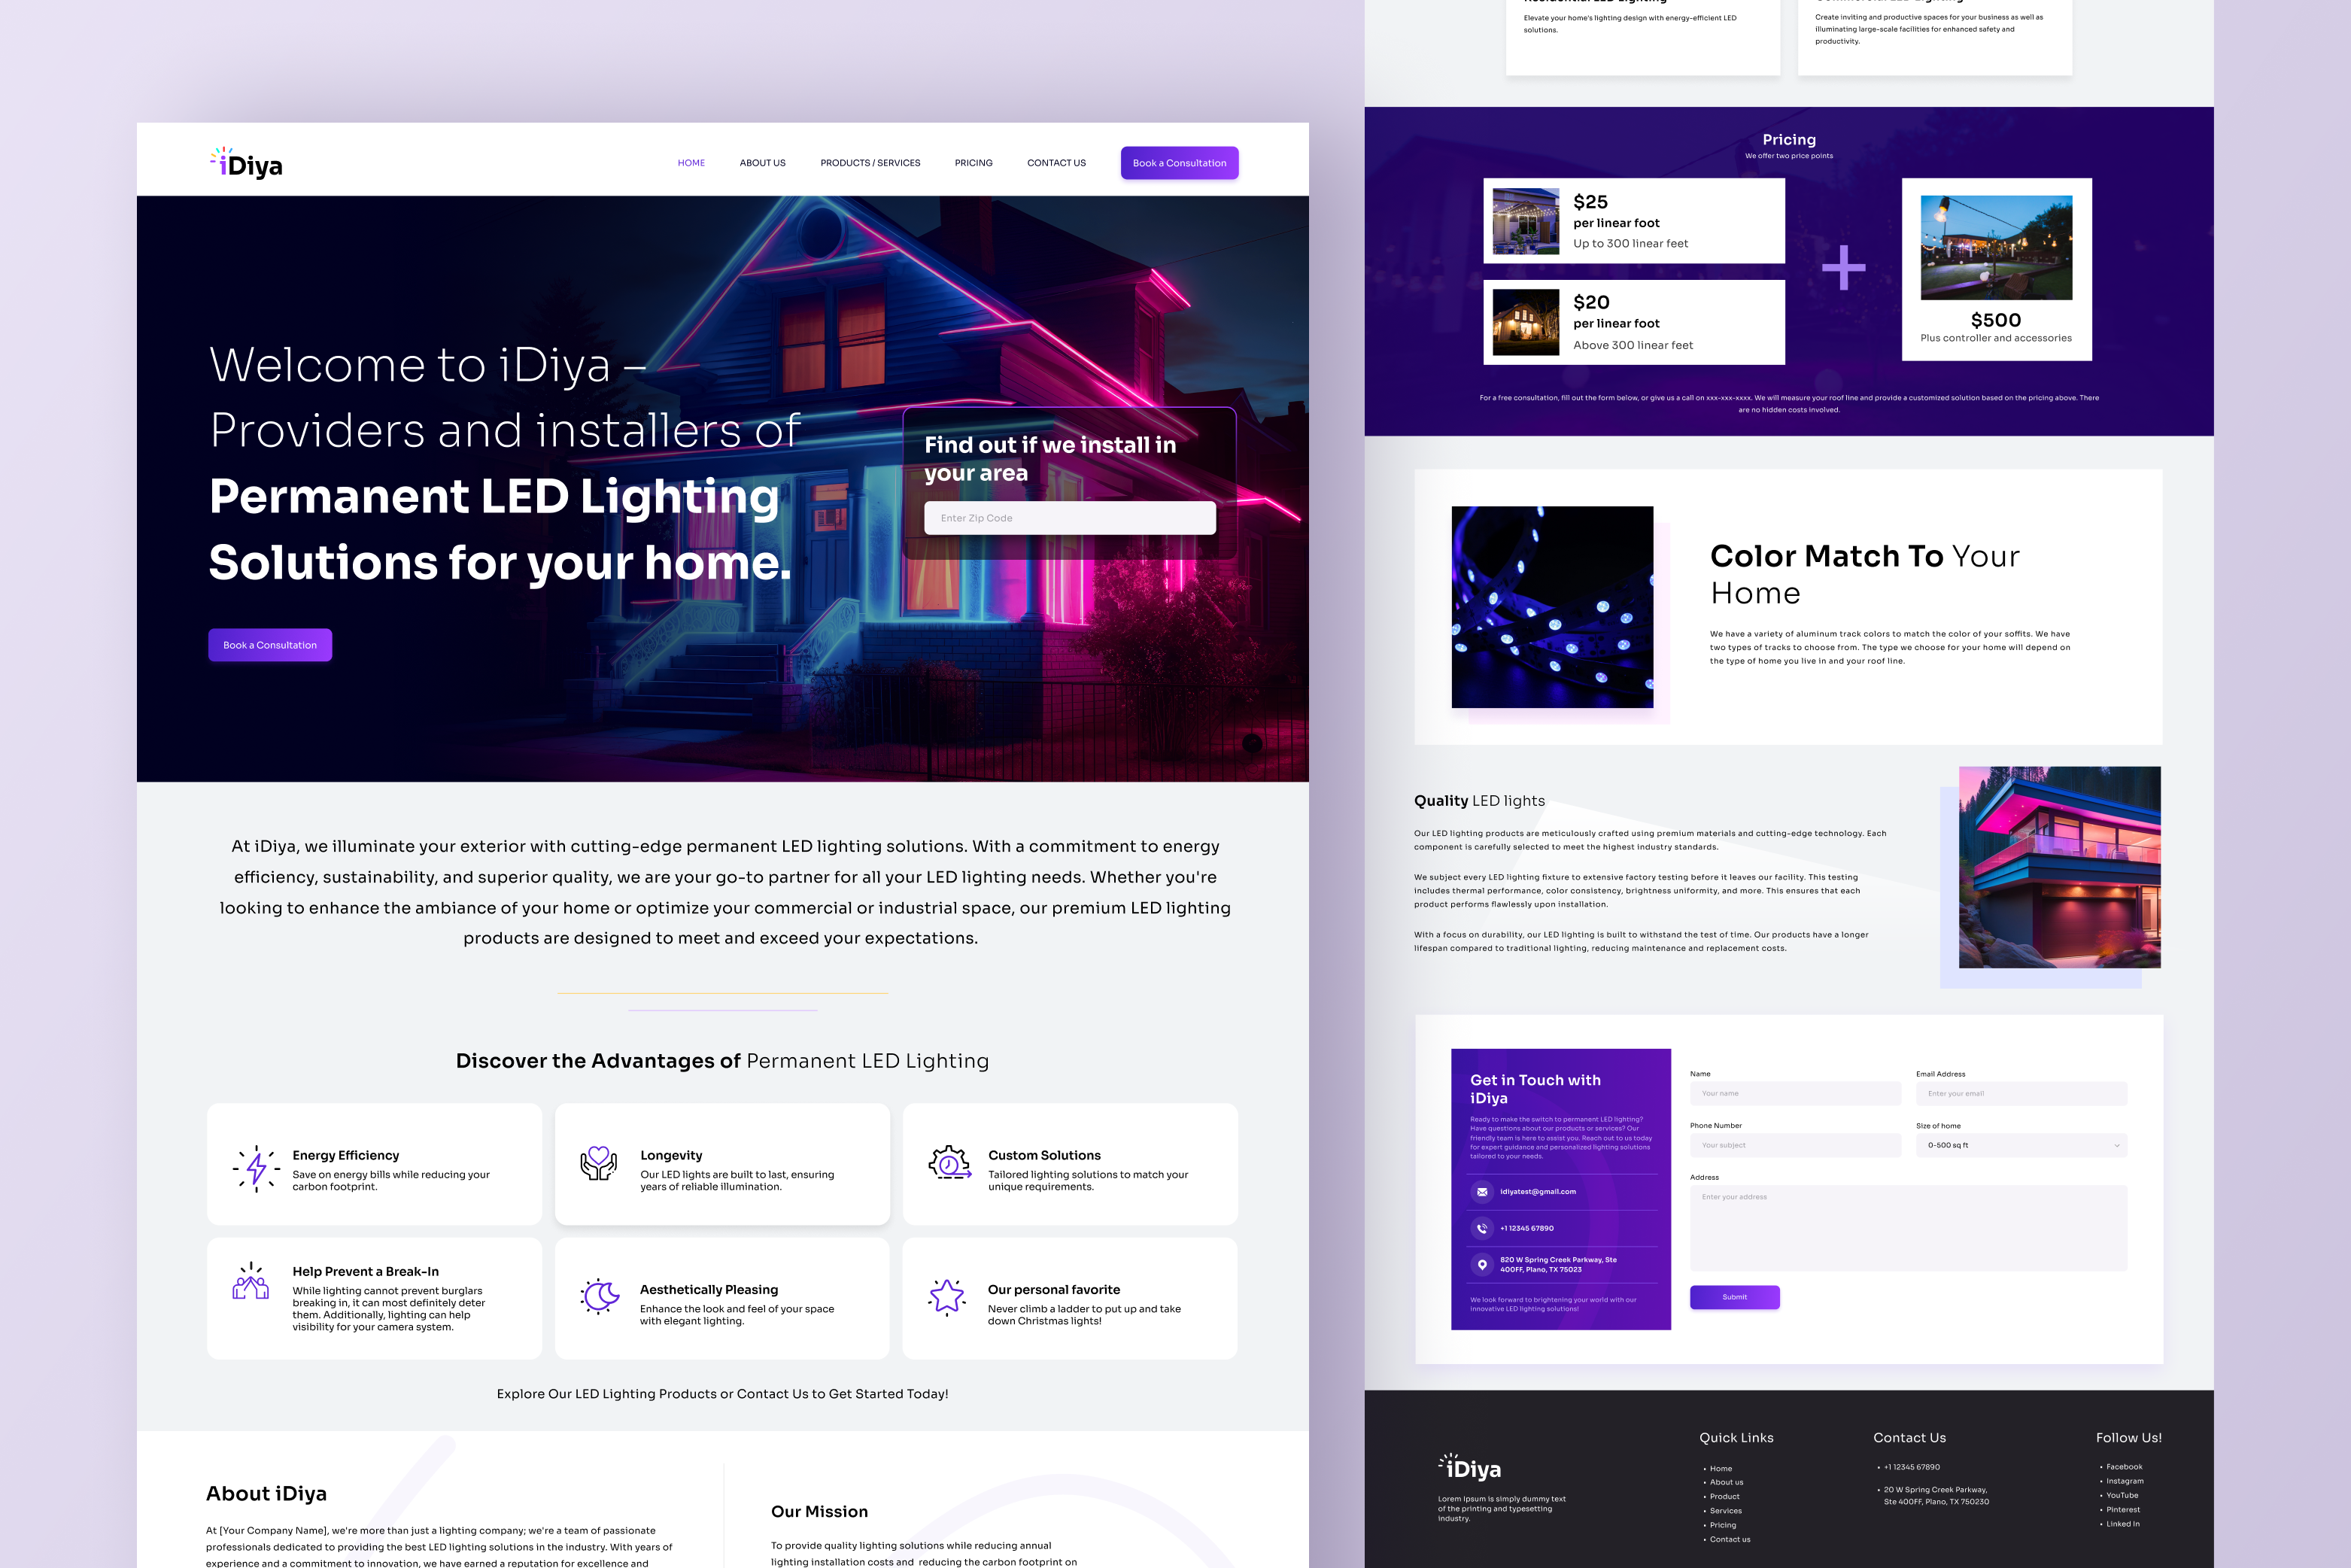 iDiya
HOME
ABOUT US
PRODUCTS / SERVICES
PRICING
CONTACT US
Book a Consultation
Welcome to iDiya –
Providers and installers of
Permanent LED Lighting
Solutions for your home.
Book a Consultation
Find out if we install in
your area
Enter Zip Code
At iDiya, we illuminate your exterior with cutting-edge permanent LED lighting solutions. With a commitment to energy
efficiency, sustainability, and superior quality, we are your go-to partner for all your LED lighting needs. Whether you're
looking to enhance the ambiance of your home or optimize your commercial or industrial space, our premium LED lighting
products are designed to meet and exceed your expectations.
Discover the Advantages of Permanent LED Lighting
Energy Efficiency
Save on energy bills while reducing your
carbon footprint.
Longevity
Our LED lights are built to last, ensuring
years of reliable illumination.
Custom Solutions
Tailored lighting solutions to match your
unique requirements.
Help Prevent a Break-In
While lighting cannot prevent burglars
breaking in, it can most definitely deter
them. Additionally, lighting can help
visibility for your camera system.
Aesthetically Pleasing
Enhance the look and feel of your space
with elegant lighting.
Our personal favorite
Never climb a ladder to put up and take
down Christmas lights!
Explore Our LED Lighting Products or Contact Us to Get Started Today!
About iDiya
At [Your Company Name], we're more than just a lighting company; we're a team of passionate
professionals dedicated to providing the best LED lighting solutions in the industry. With years of
experience and a commitment to innovation, we have earned a reputation for excellence and
Our Mission
To provide quality lighting solutions while reducing annual
lighting installation costs and reducing the carbon footprint on
Residential LED Lighting
Elevate your home's lighting design with energy-efficient LED
solutions.
Commercial LED Lighting
Create inviting and productive spaces for your business as well as
illuminating large-scale facilities for enhanced safety and
productivity.
Pricing
We offer two price points
$25
per linear foot
Up to 300 linear feet
$20
per linear foot
Above 300 linear feet
+
$500
Plus controller and accessories
For a free consultation, fill out the form below, or give us a call on xxx-xxx-xxxx. We will measure your roof line and provide a customized solution based on the pricing above. There
are no hidden costs involved.
Color Match To Your
Home
We have a variety of aluminum track colors to match the color of your soffits. We have
two types of tracks to choose from. The type we choose for your home will depend on
the type of home you live in and your roof line.
Quality LED lights
Our LED lighting products are meticulously crafted using premium materials and cutting-edge technology. Each
component is carefully selected to meet the highest industry standards.
We subject every LED lighting fixture to extensive factory testing before it leaves our facility. This testing
includes thermal performance, color consistency, brightness uniformity, and more. This ensures that each
product performs flawlessly upon installation.
With a focus on durability, our LED lighting is built to withstand the test of time. Our products have a longer
lifespan compared to traditional lighting, reducing maintenance and replacement costs.
Get in Touch with
iDiya
Ready to make the switch to permanent LED lighting?
Have questions about our products or services? Our
friendly team is here to assist you. Reach out to us today
for expert guidance and personalized lighting solutions
tailored to your needs.
idiyatest@gmail.com
+1 12345 67890
820 W Spring Creek Parkway, Ste
400FF, Plano, TX 75023
We look forward to brightening your world with our
innovative LED lighting solutions!
Name
Your name
Email Address
Enter your email
Phone Number
Your subject
Size of home
0-500 sq ft
Address
Enter your address
Submit
iDiya
Lorem Ipsum is simply dummy text
of the printing and typesetting
industry.
Quick Links
• Home
• About us
• Product
• Services
• Pricing
• Contact us
Contact Us
• +1 12345 67890
• 20 W Spring Creek Parkway,
Ste 400FF, Plano, TX 750230
Follow Us!
• Facebook
• Instagram
• YouTube
• Pinterest
• Linked In